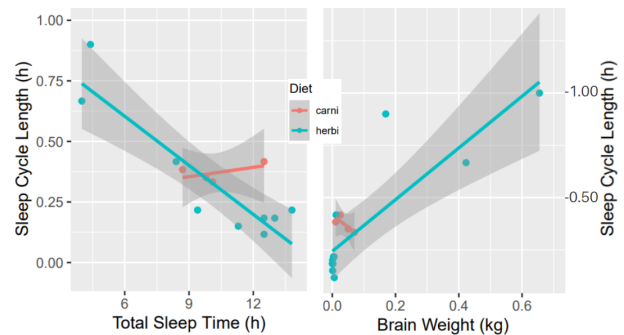 1.00
0.75
0.50
0.25
0.00
Sleep Cycle Length (h)
6
9
12
Total Sleep Time (h)
Diet
carni
herbi
0.0
0.2
0.4
0.6
Brain Weight (kg)
-1.00
-0.50
Sleep Cycle Length (h)